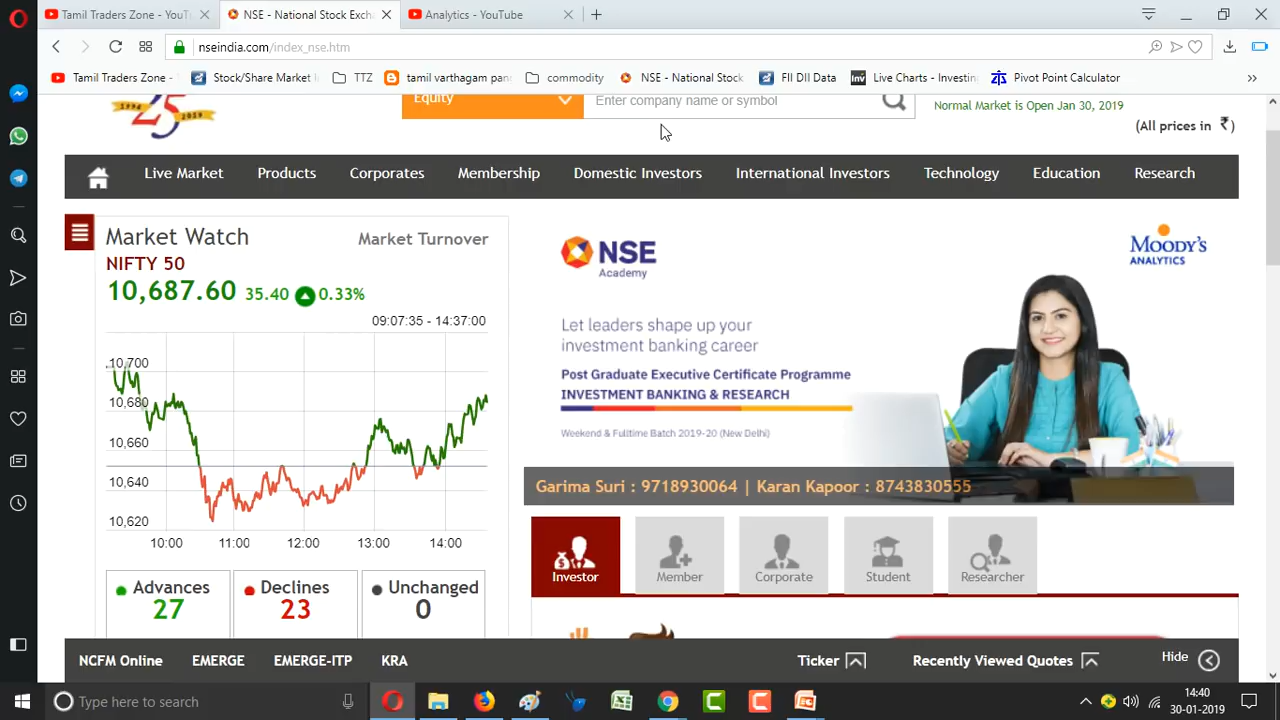 Tamil Traders Zone - YouT
NSE - National Stock Excha
Analytics - YouTube
nseindia.com/index_nse.htm
Tamil Traders Zone -
Stock/Share Market
TTZ
tamil varthagam pan
commodity
NSE - National Stock
FII DII Data
Inv
Live Charts - Investin
Pivot Point Calculator
25
1994 2019
Equity
Enter company name or symbol
Normal Market is Open Jan 30, 2019
(All prices in ₹)
Live Market
Products
Corporates
Membership
Domestic Investors
International Investors
Technology
Education
Research
Market Watch
Market Turnover
NIFTY 50
10,687.60 35.40 0.33%
09:07:35 - 14:37:00
10,700
10,680
10,660
10,640
10,620
10:00 11:00 12:00 13:00 14:00
Advances
27
Declines
23
Unchanged
0
NSE
Academy
MOODY'S
ANALYTICS
Let leaders shape up your
investment banking career
Post Graduate Executive Certificate Programme
INVESTMENT BANKING & RESEARCH
Weekend & Fulltime Batch 2019-20 (New Delhi)
Garima Suri : 9718930064 | Karan Kapoor : 8743830555
Investor
Member
Corporate
Student
Researcher
NCFM Online
EMERGE
EMERGE-ITP
KRA
Ticker
Recently Viewed Quotes
Hide
Type here to search
14:40
30-01-2019